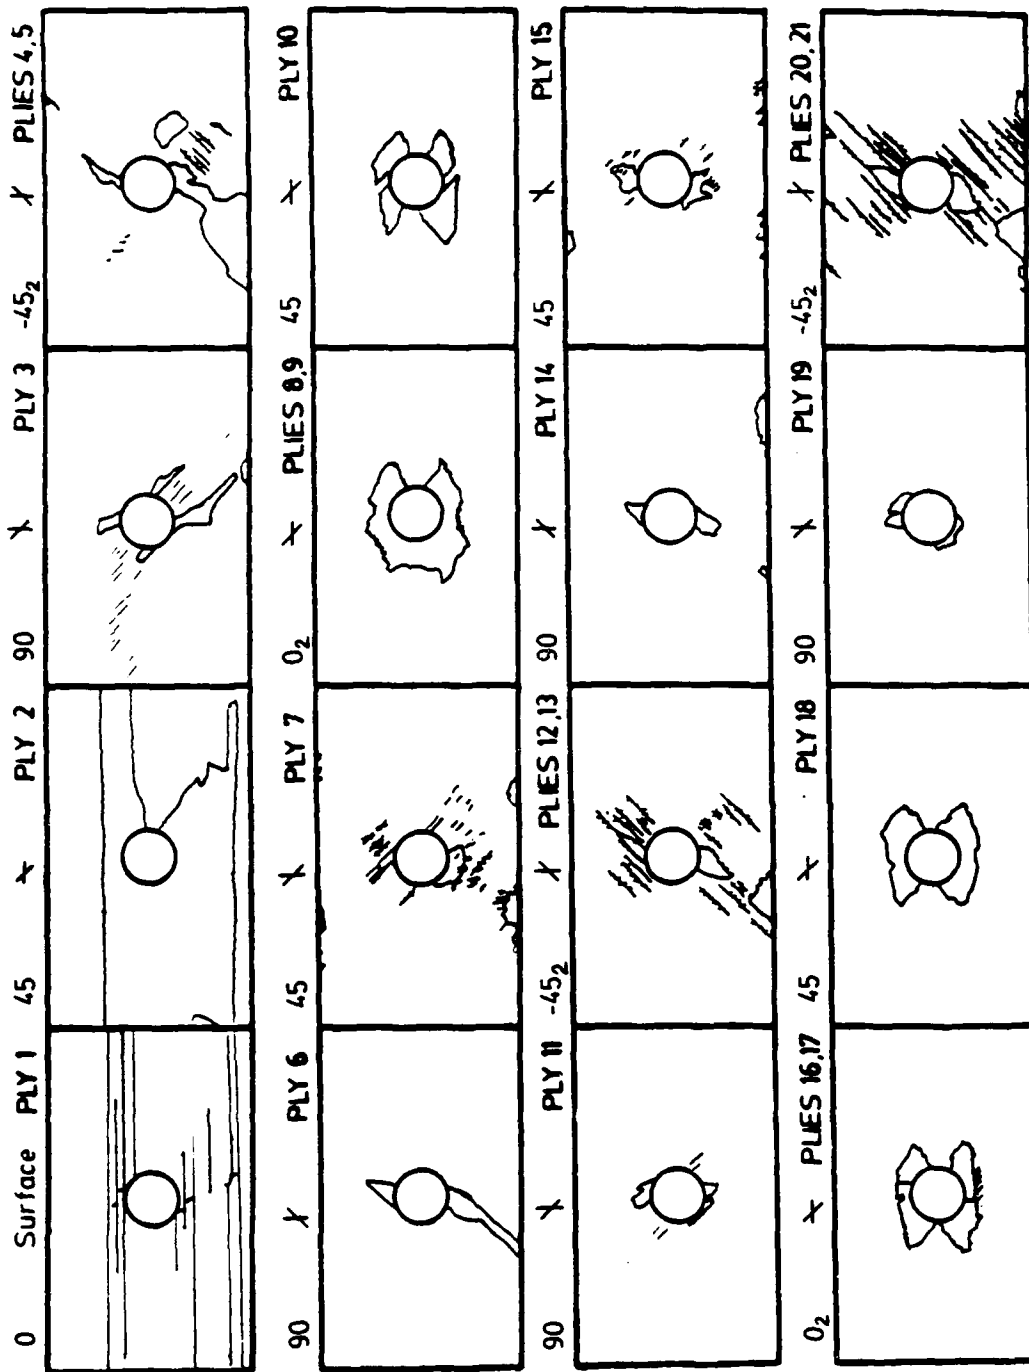 0 Surface PLY 1 45 PLY 2 90 PLY 3 -45₂ PLIES 4,5
90 PLY 6 45 PLY 7 0₂ PLIES 8,9 45 PLY 10
90 PLY 11 -45₂ PLIES 12,13 90 PLY 14 45 PLY 15
0₂ PLIES 16,17 45 PLY 18 90 PLY 19 -45₂ PLIES 20,21